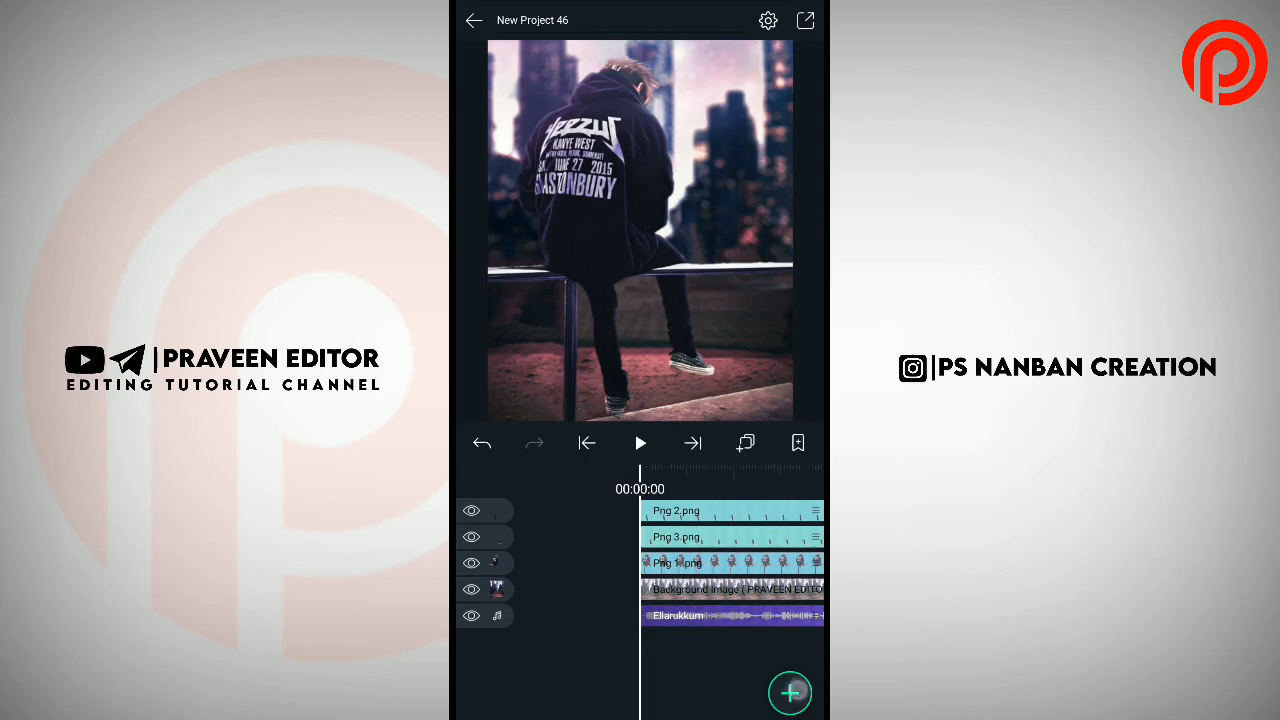 New Project 46
YEEZUS
KANYE WEST
JUNE 27 2015
GLASTONBURY
|PRAVEEN EDITOR
EDITING TUTORIAL CHANNEL
|PS NANBAN CREATION
00:00:00
Png 2.png
Png 3.png
Png 1.png
Background Image ( PRAVEEN EDITO
Ellarukkum